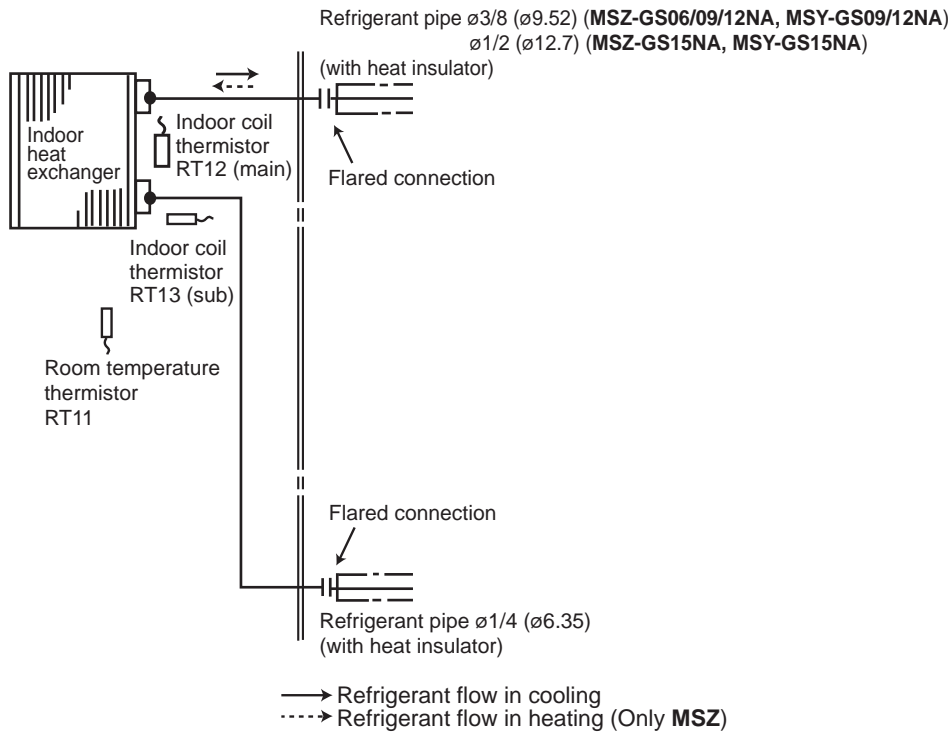 Refrigerant pipe ø3/8 (ø9.52) (MSZ-GS06/09/12NA, MSY-GS09/12NA)
ø1/2 (ø12.7) (MSZ-GS15NA, MSY-GS15NA)
(with heat insulator)
Indoor
heat
exchanger
Indoor coil
thermistor
RT12 (main)
Flared connection
Indoor coil
thermistor
RT13 (sub)
Room temperature
thermistor
RT11
Flared connection
Refrigerant pipe ø1/4 (ø6.35)
(with heat insulator)
Refrigerant flow in cooling
Refrigerant flow in heating (Only MSZ)